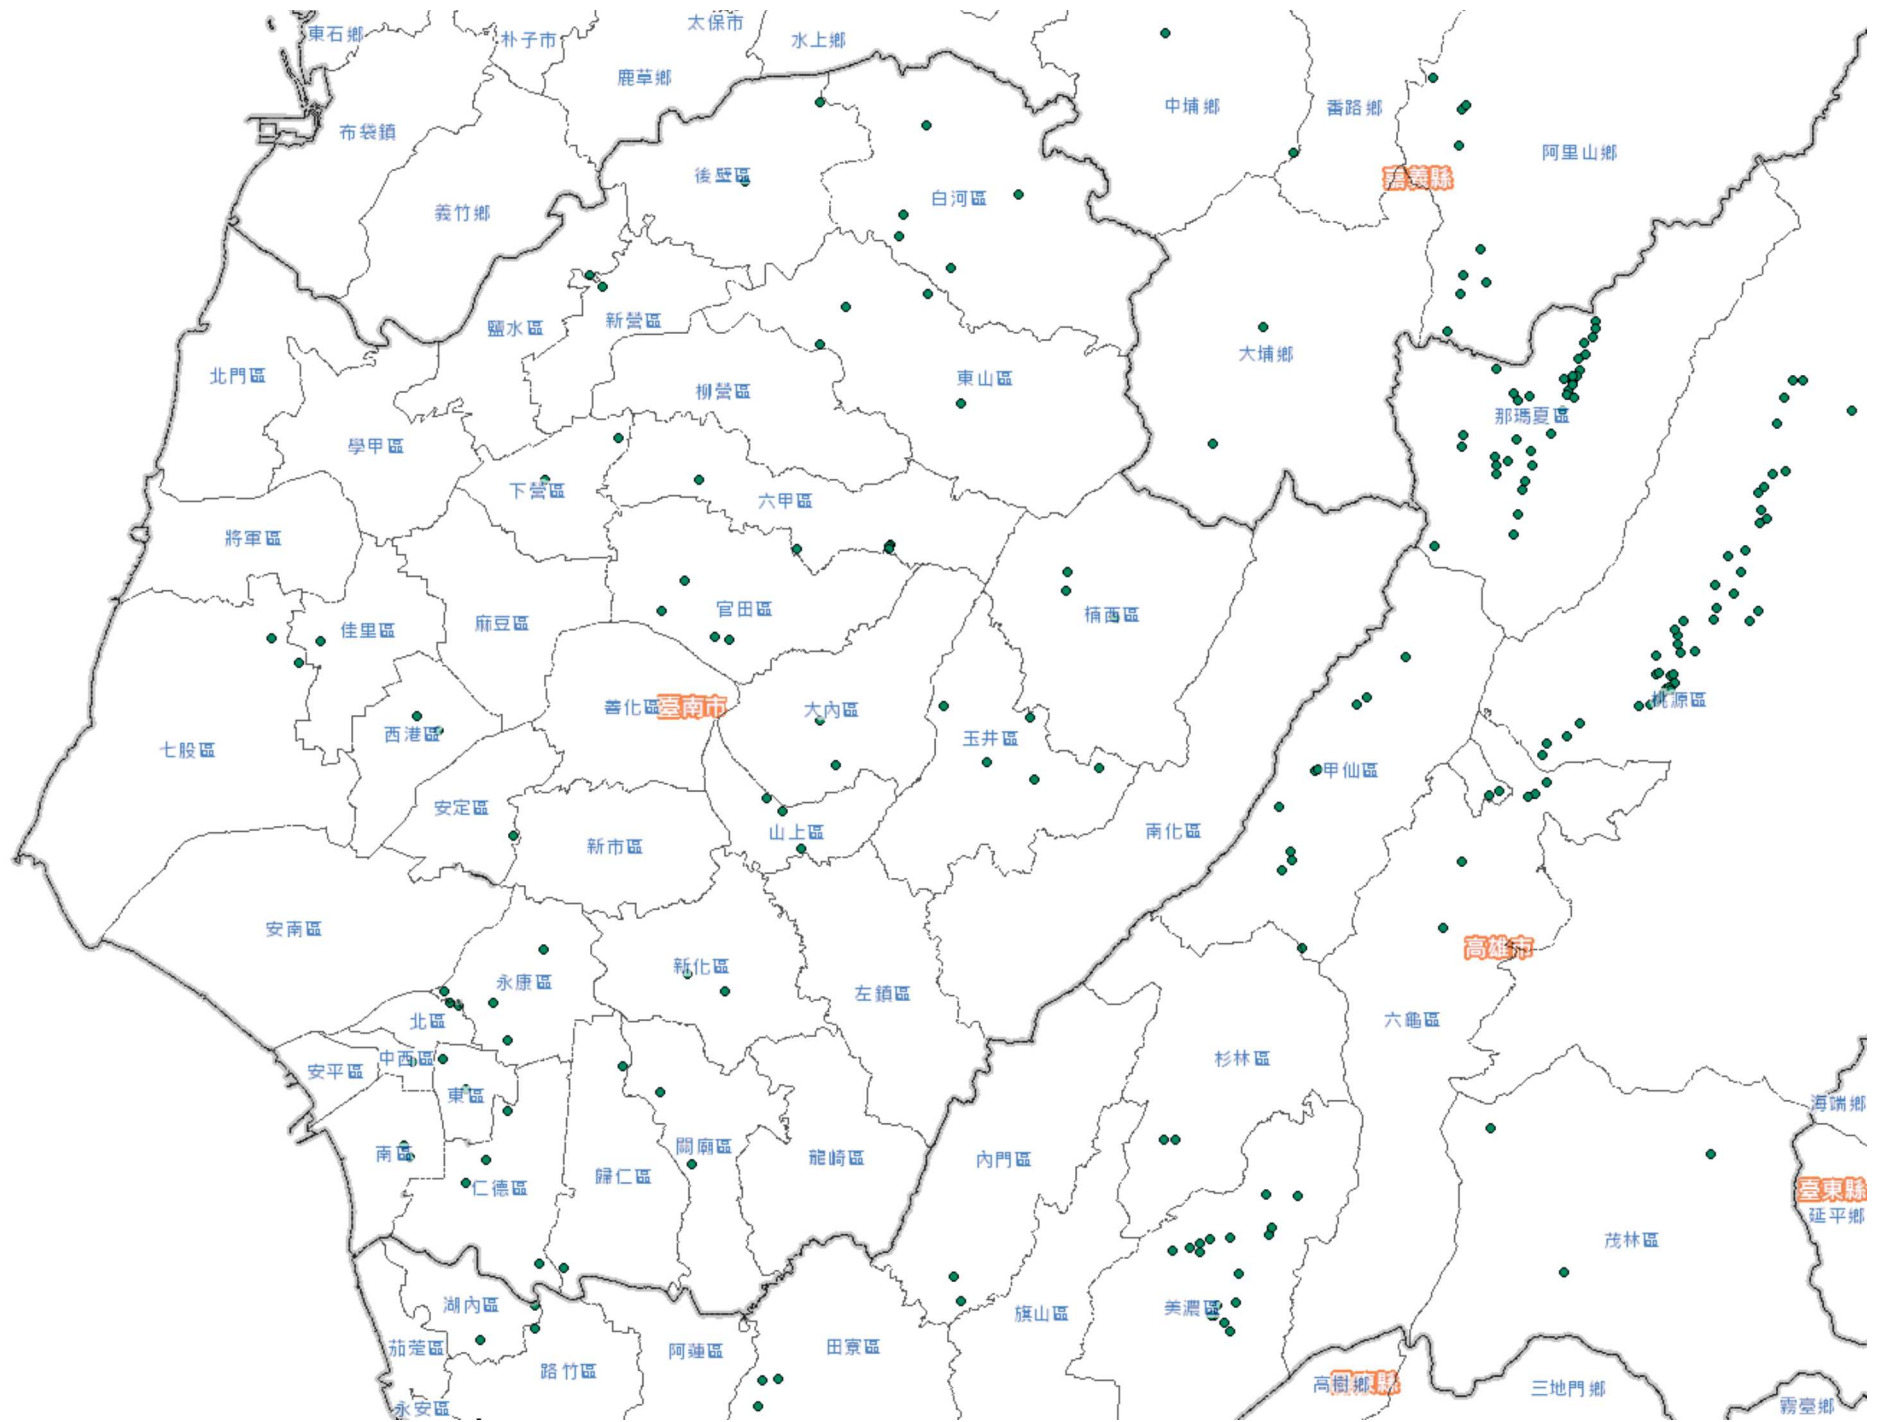 東石鄉
朴子市
太保市
水上鄉
鹿草鄉
布袋鎮
中埔鄉
番路鄉
阿里山鄉
後壁區
嘉義縣
白河區
義竹鄉
鹽水區
新營區
大埔鄉
北門區
柳營區
東山區
那瑪夏區
學甲區
下營區
六甲區
將軍區
官田區
楠西區
麻豆區
佳里區
善化區
臺南市
大內區
桃源區
西港區
玉井區
七股區
甲仙區
安定區
山上區
南化區
新市區
安南區
高雄市
新化區
永康區
左鎮區
北區
六龜區
中西區
安平區
杉林區
東區
海端鄉
南區
關廟區
龍崎區
內門區
歸仁區
仁德區
臺東縣
延平鄉
茂林區
湖內區
美濃區
旗山區
茄萣區
阿蓮區
田寮區
路竹區
高樹鄉
縣
三地門鄉
永安區
霧臺鄉